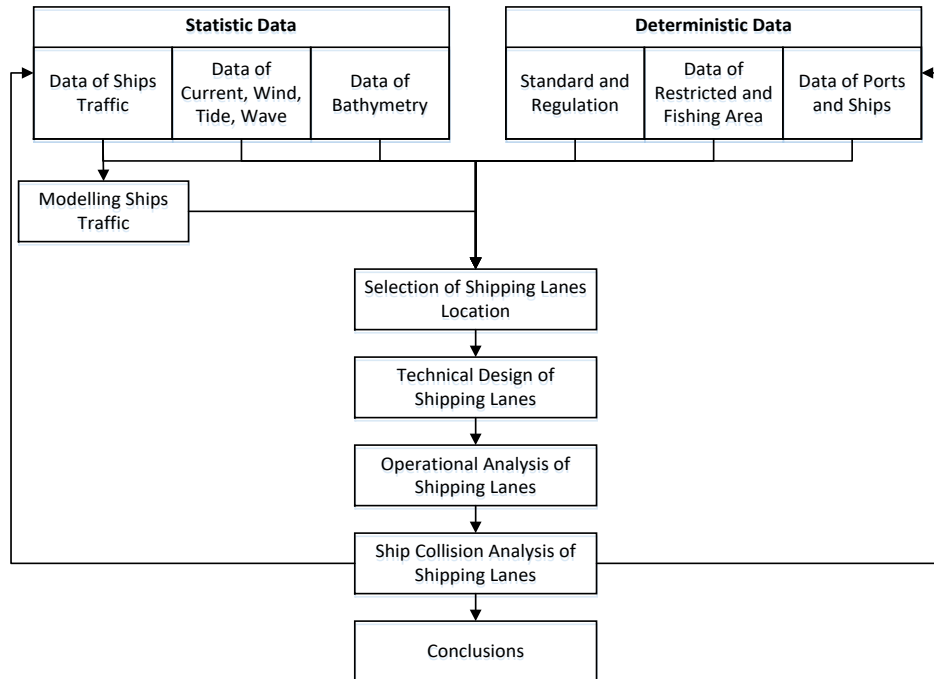 Statistic Data
Deterministic Data
Data of Ships
Traffic
Data of
Current, Wind,
Tide, Wave
Data of
Bathymetry
Standard and
Regulation
Data of
Restricted and
Fishing Area
Data of Ports
and Ships
Modelling Ships
Traffic
Selection of Shipping Lanes
Location
Technical Design of
Shipping Lanes
Operational Analysis of
Shipping Lanes
Ship Collision Analysis of
Shipping Lanes
Conclusions